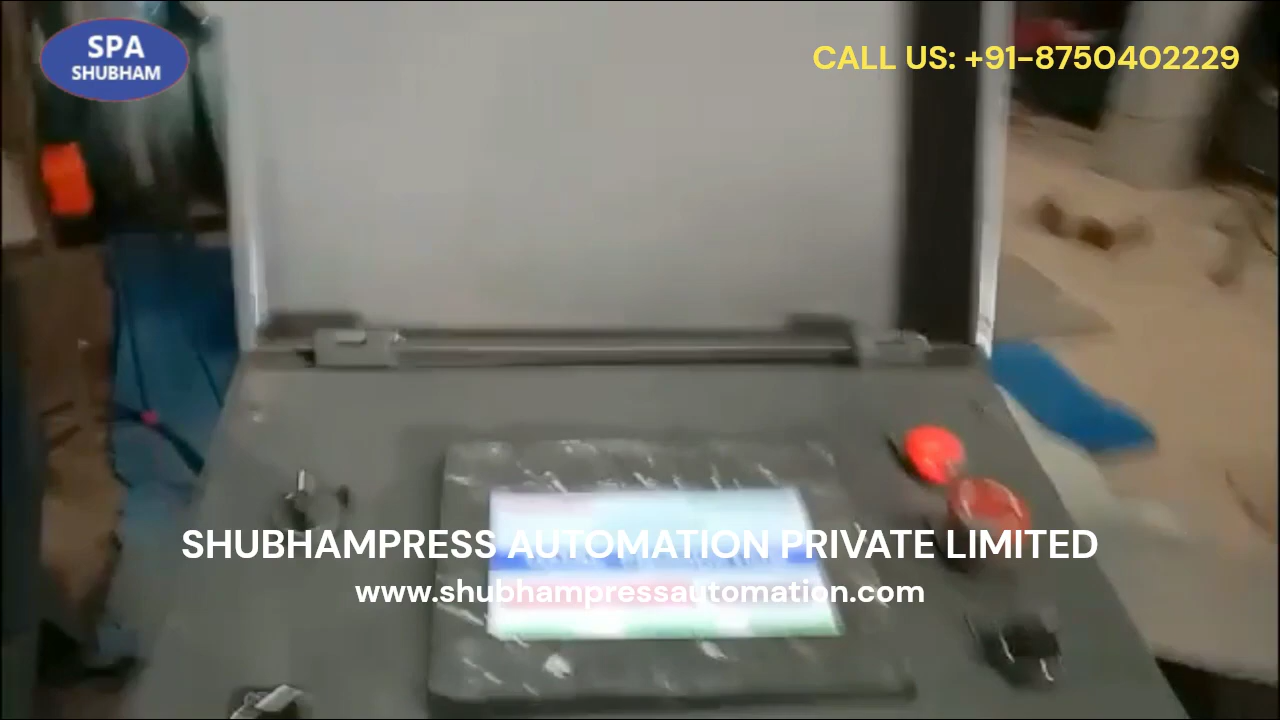 SPA
SHUBHAM
CALL US: +91-8750402229
SHUBHAMPRESS AUTOMATION PRIVATE LIMITED
www.shubhampressautomation.com